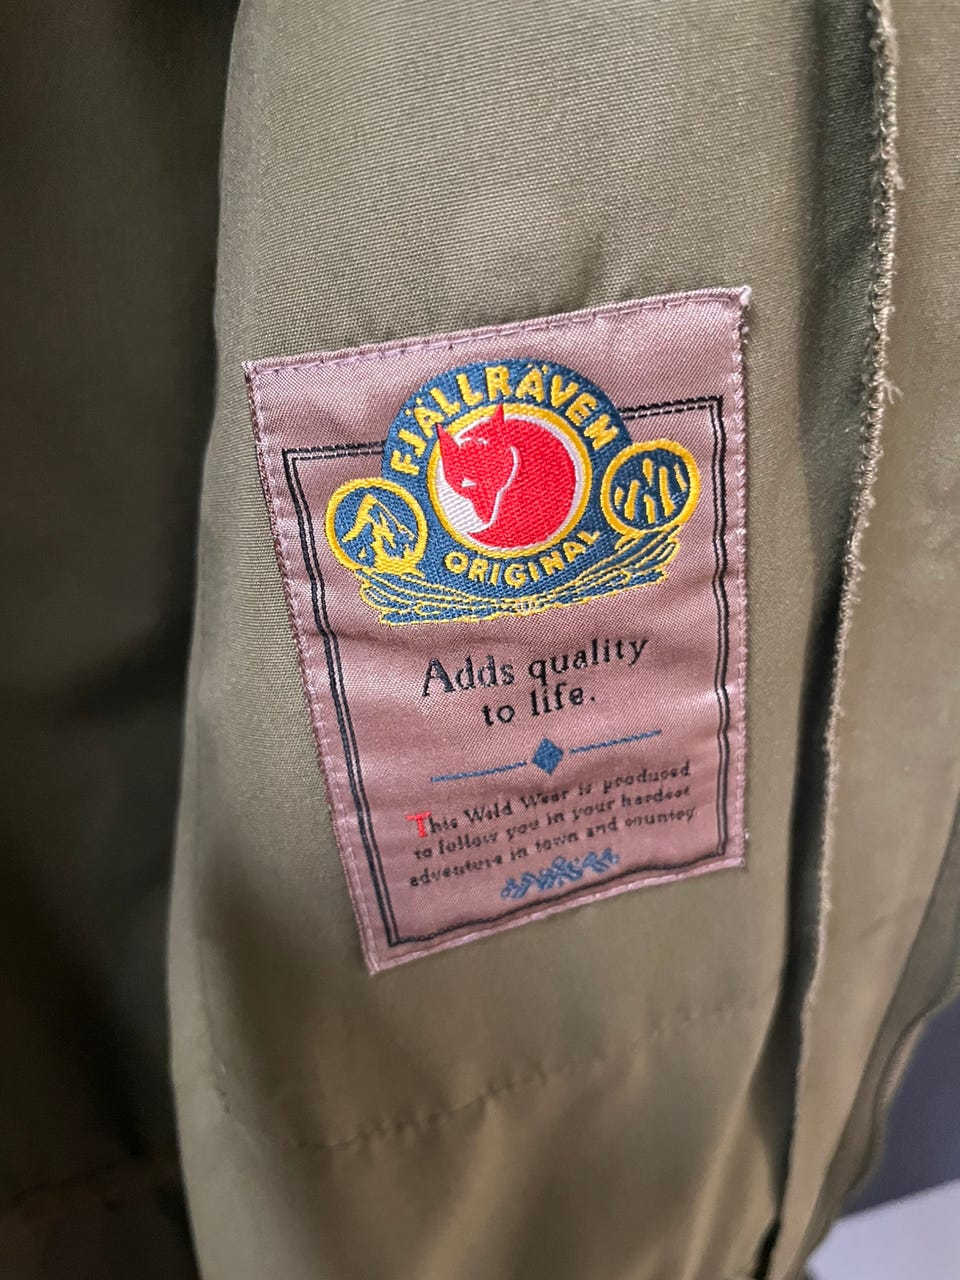 FJÄLLRÄVEN
ORIGINAL
Adds quality
to life.
This Wild Wear is produced
to follow you in your hardest
adventure in town and country